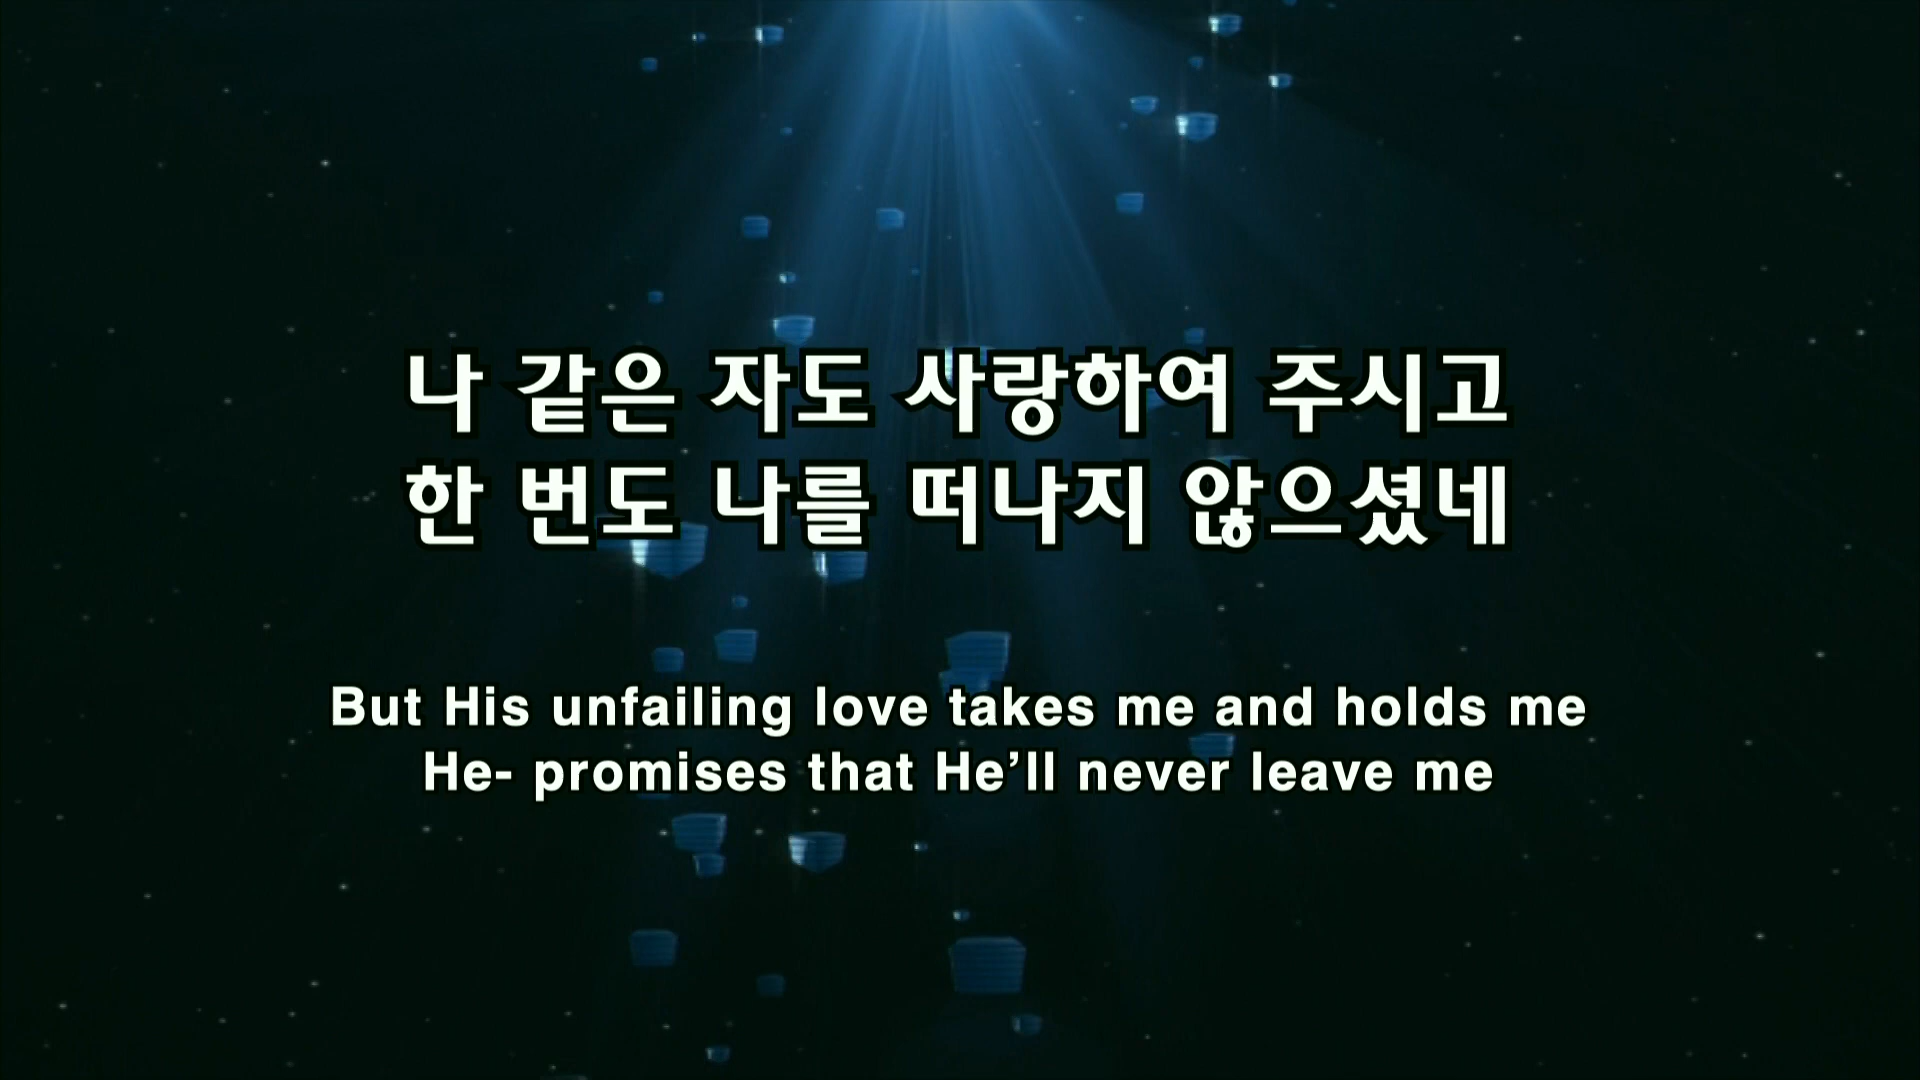 나 같은 자도 사랑하여 주시고
한 번도 나를 떠나지 않으셨네
But His unfailing love takes me and holds me
He- promises that He’ll never leave me